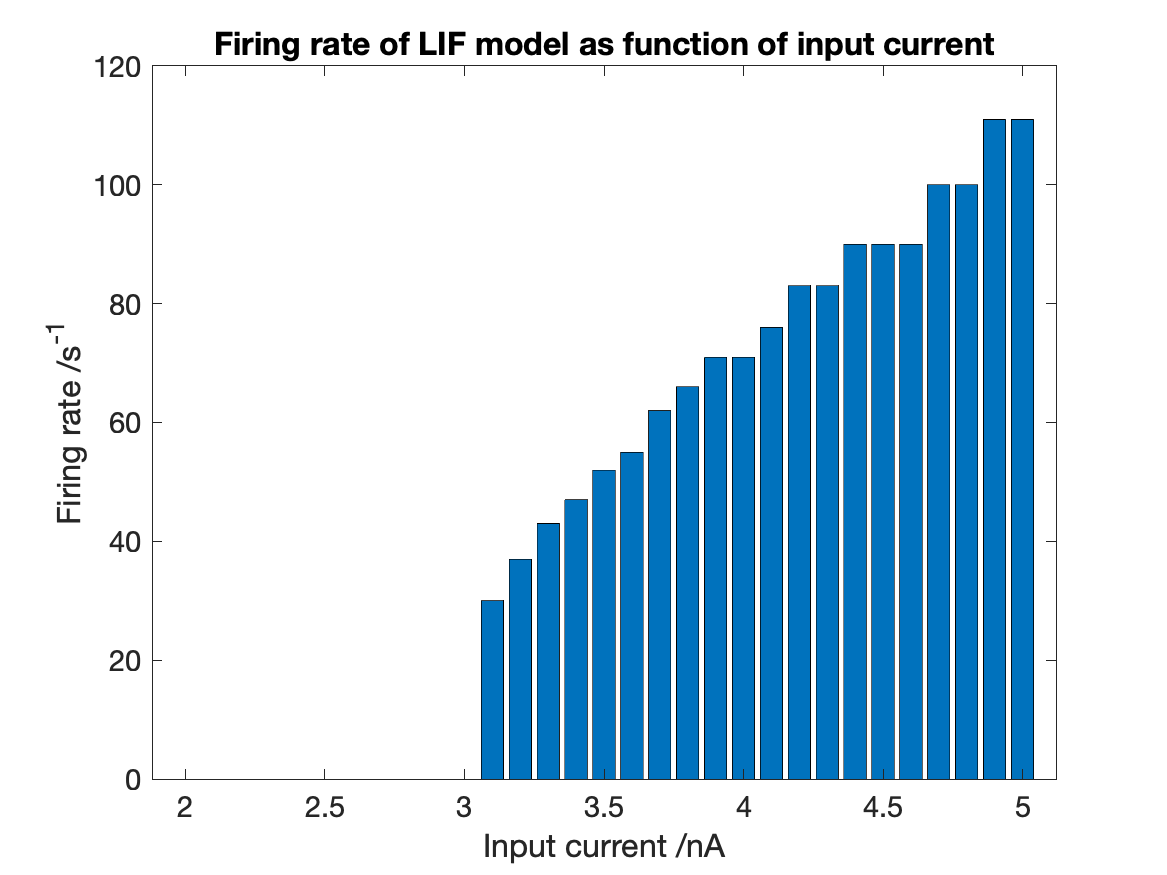 Firing rate of LIF model as function of input current
120
100
80
60
40
20
0
Firing rate /s⁻¹
2 2.5 3 3.5 4 4.5 5
Input current /nA